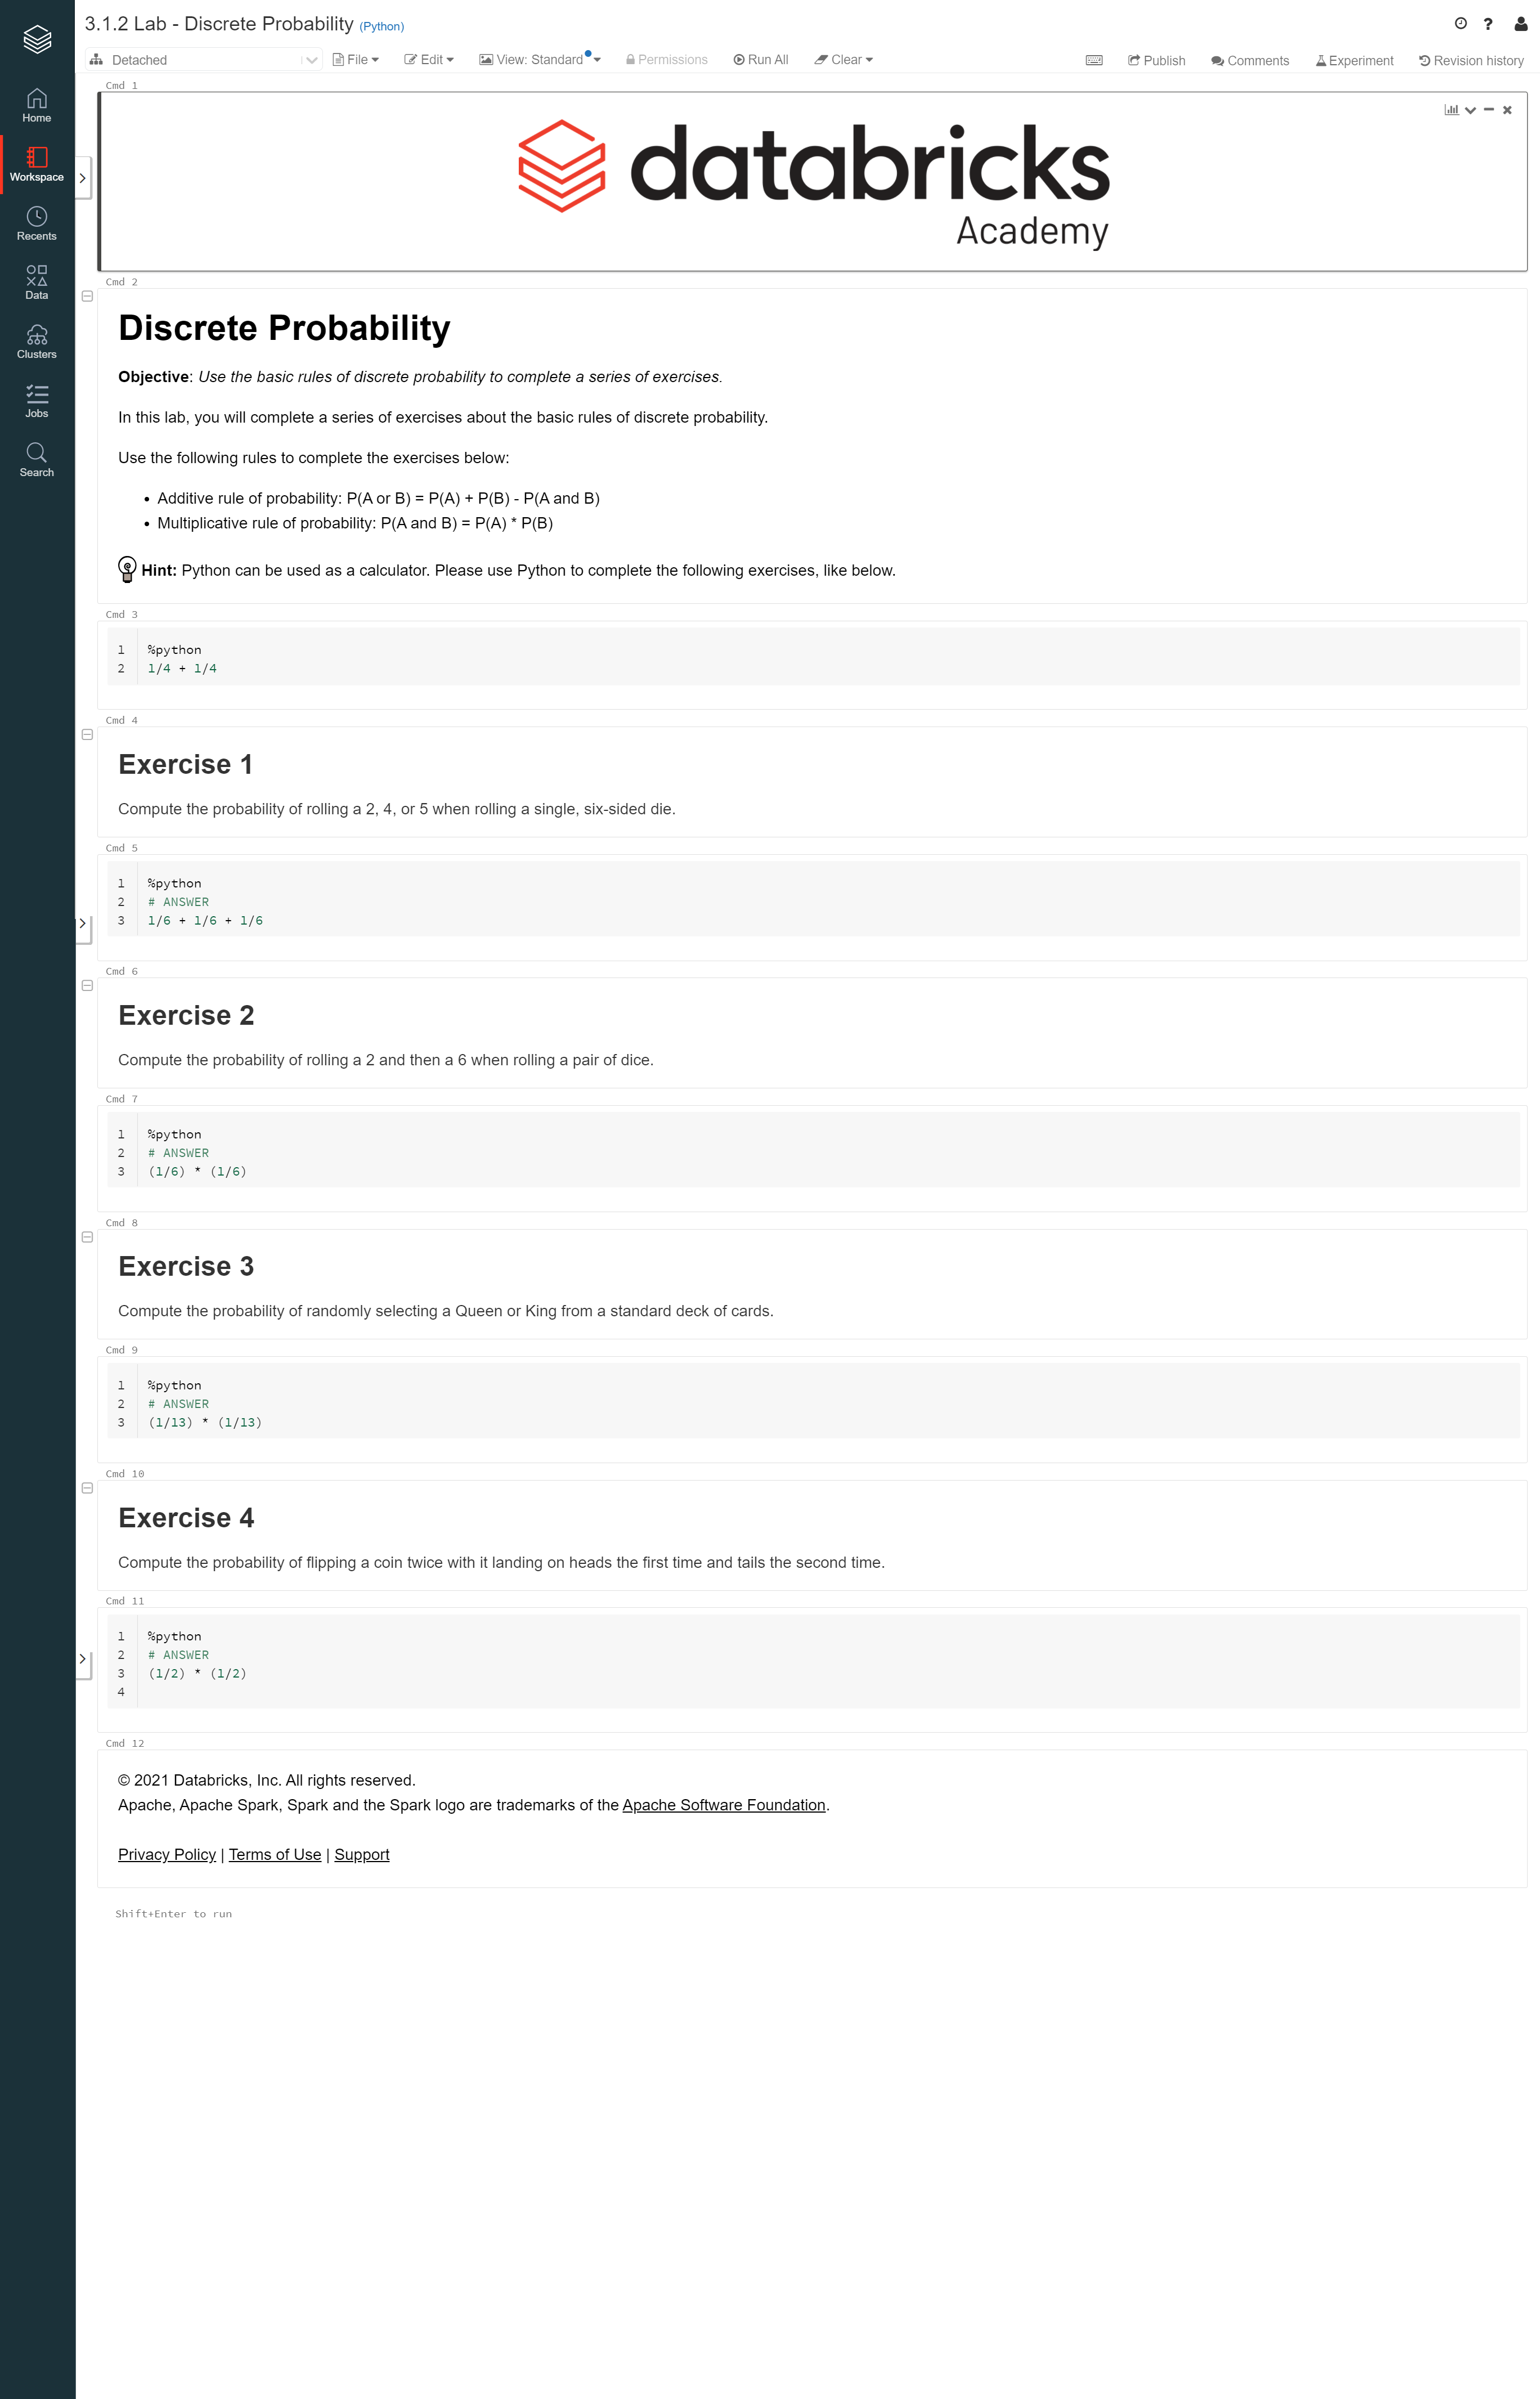 3.1.2 Lab - Discrete Probability (Python)
Detached File Edit View: Standard Permissions Run All Clear Publish Comments Experiment Revision history
Home
Workspace
Recents
Data
Clusters
Jobs
Search
Cmd 1
databricks
Academy
Cmd 2
Discrete Probability
Objective: Use the basic rules of discrete probability to complete a series of exercises.
In this lab, you will complete a series of exercises about the basic rules of discrete probability.
Use the following rules to complete the exercises below:
• Additive rule of probability: P(A or B) = P(A) + P(B) - P(A and B)
• Multiplicative rule of probability: P(A and B) = P(A) * P(B)
Hint: Python can be used as a calculator. Please use Python to complete the following exercises, like below.
Cmd 3
1 %python
2 1/4 + 1/4
Cmd 4
Exercise 1
Compute the probability of rolling a 2, 4, or 5 when rolling a single, six-sided die.
Cmd 5
1 %python
2 # ANSWER
3 1/6 + 1/6 + 1/6
Cmd 6
Exercise 2
Compute the probability of rolling a 2 and then a 6 when rolling a pair of dice.
Cmd 7
1 %python
2 # ANSWER
3 (1/6) * (1/6)
Cmd 8
Exercise 3
Compute the probability of randomly selecting a Queen or King from a standard deck of cards.
Cmd 9
1 %python
2 # ANSWER
3 (1/13) * (1/13)
Cmd 10
Exercise 4
Compute the probability of flipping a coin twice with it landing on heads the first time and tails the second time.
Cmd 11
1 %python
2 # ANSWER
3 (1/2) * (1/2)
4
Cmd 12
© 2021 Databricks, Inc. All rights reserved.
Apache, Apache Spark, Spark and the Spark logo are trademarks of the Apache Software Foundation.
Privacy Policy | Terms of Use | Support
Shift+Enter to run